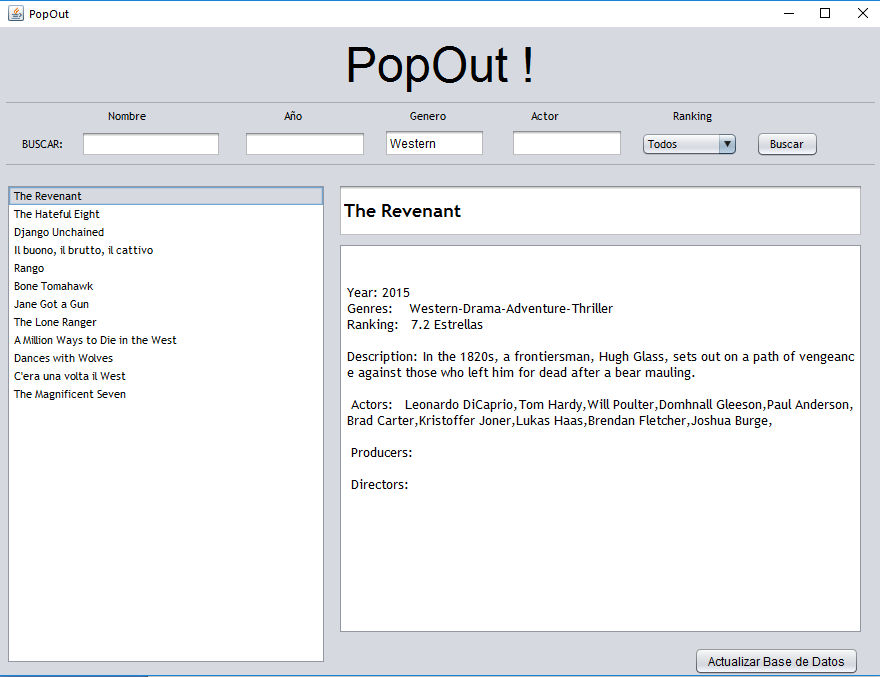 PopOut
PopOut !
Nombre Año Genero Actor Ranking
BUSCAR: Western Todos Buscar
The Revenant
The Hateful Eight
Django Unchained
Il buono, il brutto, il cattivo
Rango
Bone Tomahawk
Jane Got a Gun
The Lone Ranger
A Million Ways to Die in the West
Dances with Wolves
C'era una volta il West
The Magnificent Seven
The Revenant
Year: 2015
Genres: Western-Drama-Adventure-Thriller
Ranking: 7.2 Estrellas
Description: In the 1820s, a frontiersman, Hugh Glass, sets out on a path of vengeanc
e against those who left him for dead after a bear mauling.
Actors: Leonardo DiCaprio,Tom Hardy,Will Poulter,Domhnall Gleeson,Paul Anderson,
Brad Carter,Kristoffer Joner,Lukas Haas,Brendan Fletcher,Joshua Burge,
Producers:
Directors:
Actualizar Base de Datos